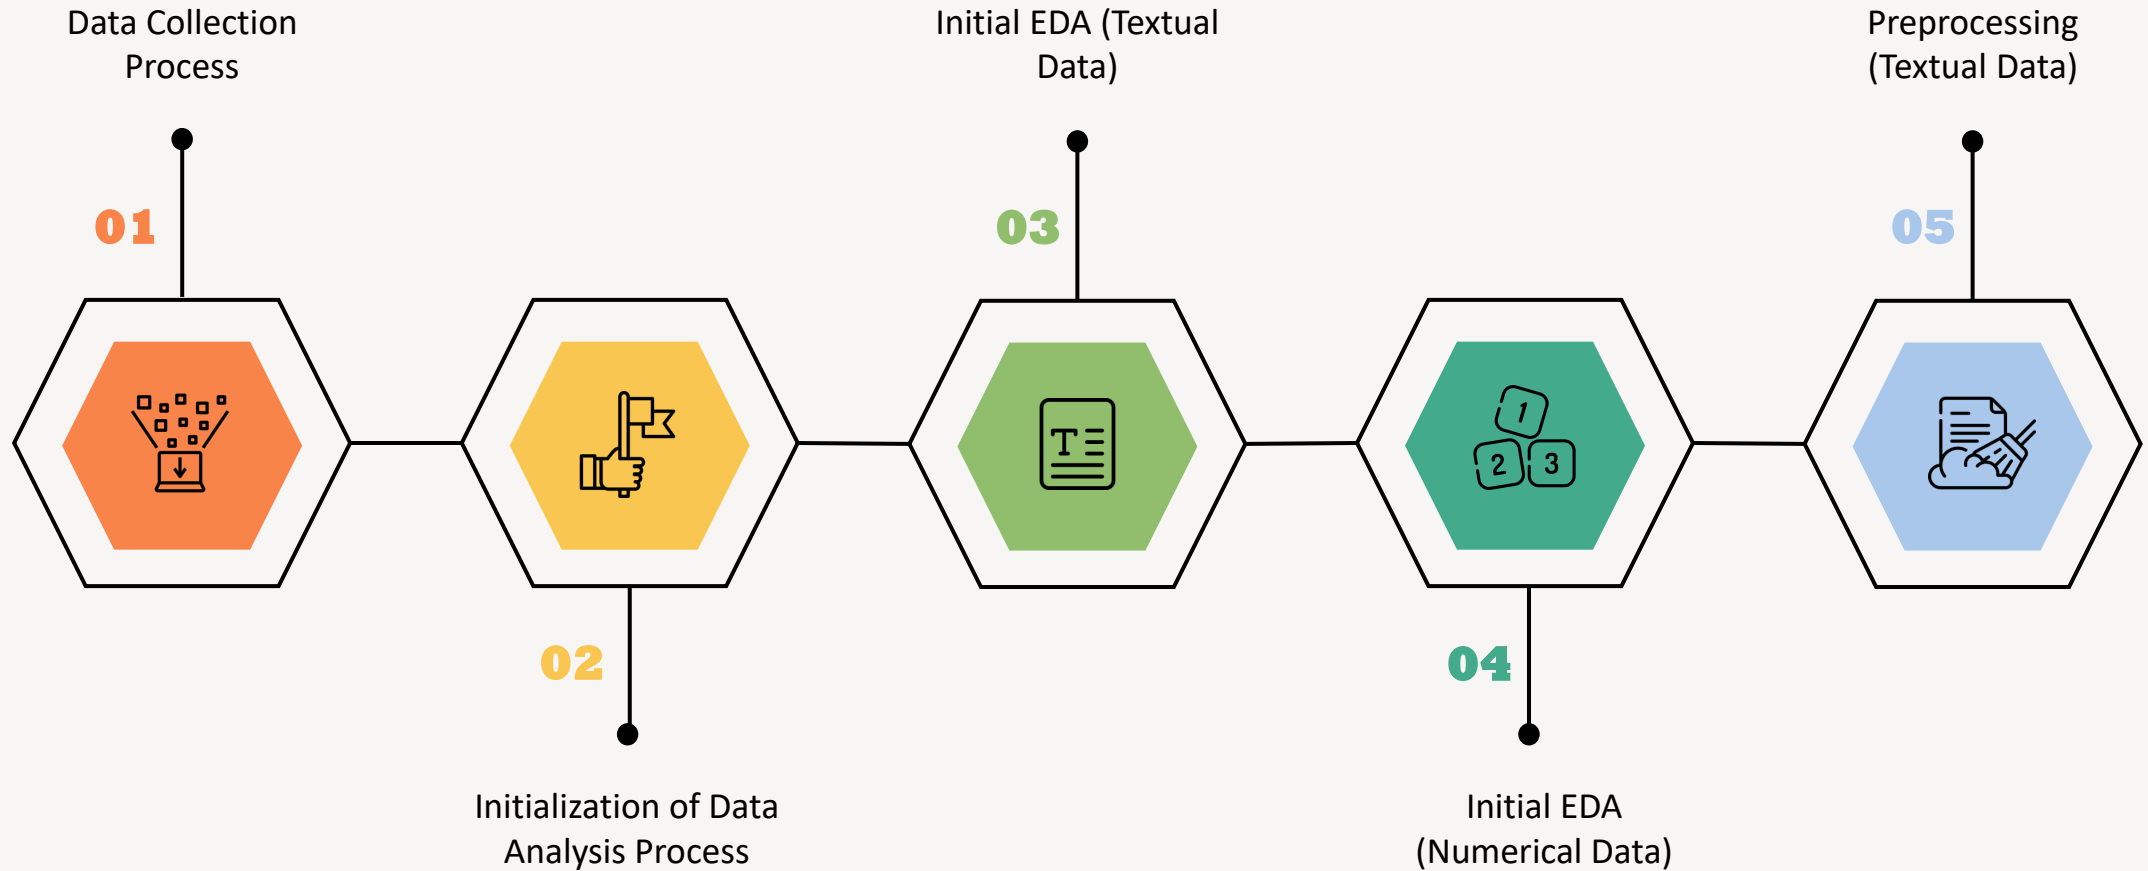 Data Collection
Process
01
Initialization of Data
Analysis Process
02
Initial EDA (Textual
Data)
03
T
Initial EDA
(Numerical Data)
04
1
2
3
Preprocessing
(Textual Data)
05